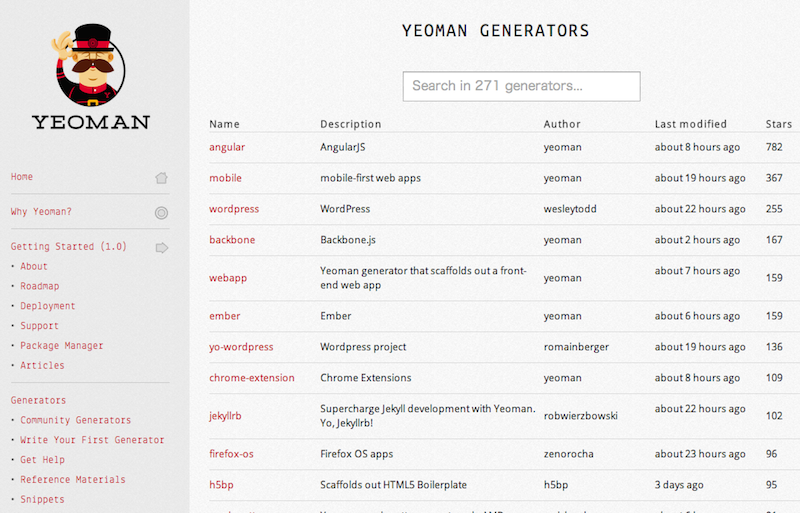 YEOMAN
Home
Why Yeoman?
Getting Started (1.0)
• About
• Roadmap
• Deployment
• Support
• Package Manager
• Articles
Generators
• Community Generators
• Write Your First Generator
• Get Help
• Reference Materials
• Snippets
YEOMAN GENERATORS
Search in 271 generators...
Name Description Author Last modified Stars
angular AngularJS yeoman about 8 hours ago 782
mobile mobile-first web apps yeoman about 19 hours ago 367
wordpress WordPress wesleytodd about 22 hours ago 255
backbone Backbone.js yeoman about 2 hours ago 167
webapp Yeoman generator that scaffolds out a front-
end web app yeoman about 7 hours ago 159
ember Ember yeoman about 6 hours ago 159
yo-wordpress Wordpress project romainberger about 19 hours ago 136
chrome-extension Chrome Extensions yeoman about 8 hours ago 109
jekyllrb Supercharge Jekyll development with Yeoman.
Yo, Jekyllrb! robwierzbowski about 22 hours ago 102
firefox-os Firefox OS apps zenorocha about 23 hours ago 96
h5bp Scaffolds out HTML5 Boilerplate h5bp 3 days ago 95